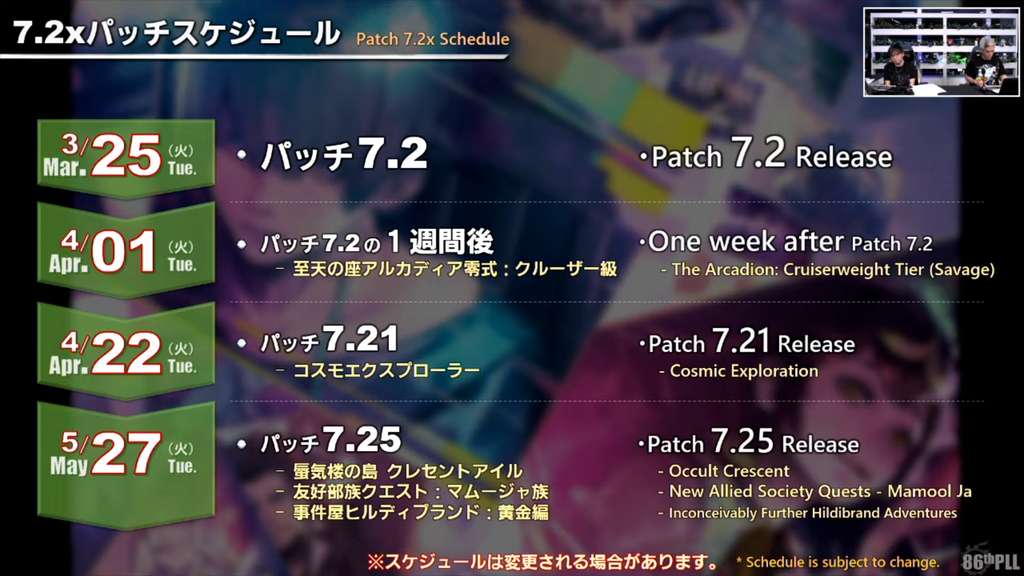 7.2xパッチスケジュール Patch 7.2x Schedule
3/25(火) Mar. Tue.
・パッチ7.2
・Patch 7.2 Release
4/01(火) Apr. Tue.
・パッチ7.2の1週間後
- 至天の座アルカディア零式:クルーザー級
・One week after Patch 7.2
- The Arcadion: Cruiserweight Tier (Savage)
4/22(火) Apr. Tue.
・パッチ7.21
- コスモエクスプローラー
・Patch 7.21 Release
- Cosmic Exploration
5/27(火) May Tue.
・パッチ7.25
- 蜃気楼の島 クレセントアイル
- 友好部族クエスト:マムージャ族
- 事件屋ヒルディブランド:黄金編
・Patch 7.25 Release
- Occult Crescent
- New Allied Society Quests - Mamool Ja
- Inconceivably Further Hildibrand Adventures
※スケジュールは変更される場合があります。 * Schedule is subject to change.
86thPLL